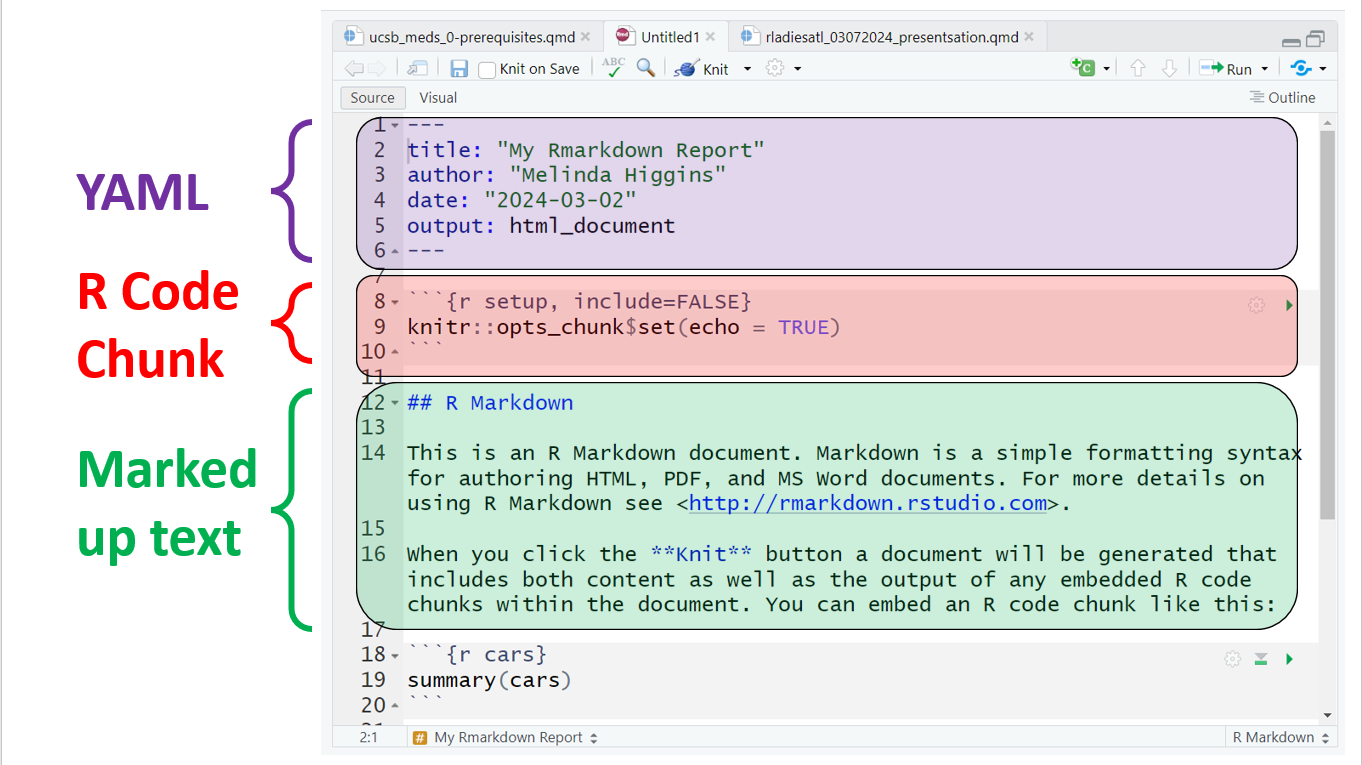 ucsb_meds_0-prerequisites.qmd
Untitled1
rladiesatl_03072024_presentsation.qmd
Knit on Save
ABC
Knit
Run
Source
Visual
Outline
YAML
1 ---
2 title: "My Rmarkdown Report"
3 author: "Melinda Higgins"
4 date: "2024-03-02"
5 output: html_document
6 ---
7
R Code
Chunk
8 ```{r setup, include=FALSE}
9 knitr::opts_chunk$set(echo = TRUE)
10 ```
11
Marked
up text
12 ## R Markdown
13
14 This is an R Markdown document. Markdown is a simple formatting syntax
for authoring HTML, PDF, and MS Word documents. For more details on
using R Markdown see <http://rmarkdown.rstudio.com>.
15
16 When you click the **Knit** button a document will be generated that
includes both content as well as the output of any embedded R code
chunks within the document. You can embed an R code chunk like this:
17
18 ```{r cars}
19 summary(cars)
20 ```
2:1
# My Rmarkdown Report
R Markdown